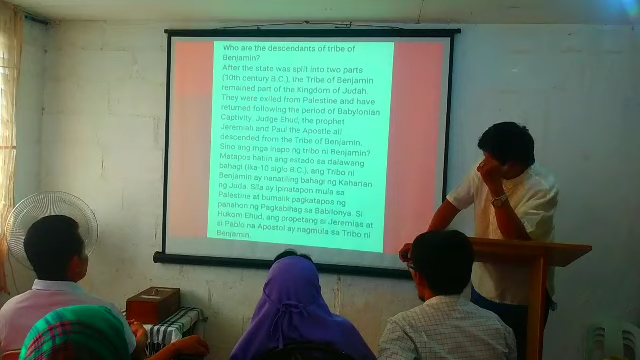 Who are the descendants of tribe of
Benjamin?
After the state was split into two parts
(10th century B.C.), the Tribe of Benjamin
remained part of the Kingdom of Judah.
They were exiled from Palestine and have
returned following the period of Babylonian
Captivity. Judge Ehud, the prophet
Jeremiah and Paul the Apostle all
descended from the Tribe of Benjamin.
Sino ang mga inapo ng tribo ni Benjamin?
Matapos hatiin ang estado sa dalawang
bahagi (ika-10 siglo B.C.), ang Tribo ni
Benjamin ay nanatiling bahagi ng Kaharian
ng Juda. Sila ay ipinatapon mula sa
Palestine at bumalik pagkatapos ng
panahon ng Pagkabihag sa Babilonya. Si
Hukom Ehud, ang propetang si Jeremias at
si Pablo na Apostol ay nagmula sa Tribo ni
Benjamin.